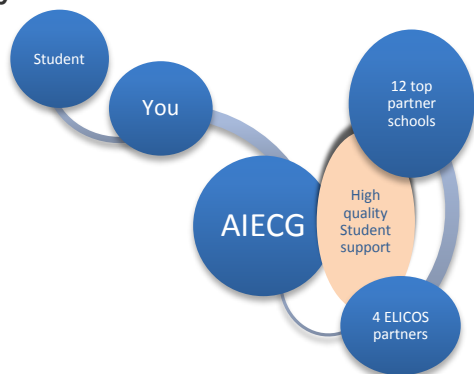 Student
You
12 top
partner
schools
AIECG
High
quality
Student
support
4 ELICOS
partners